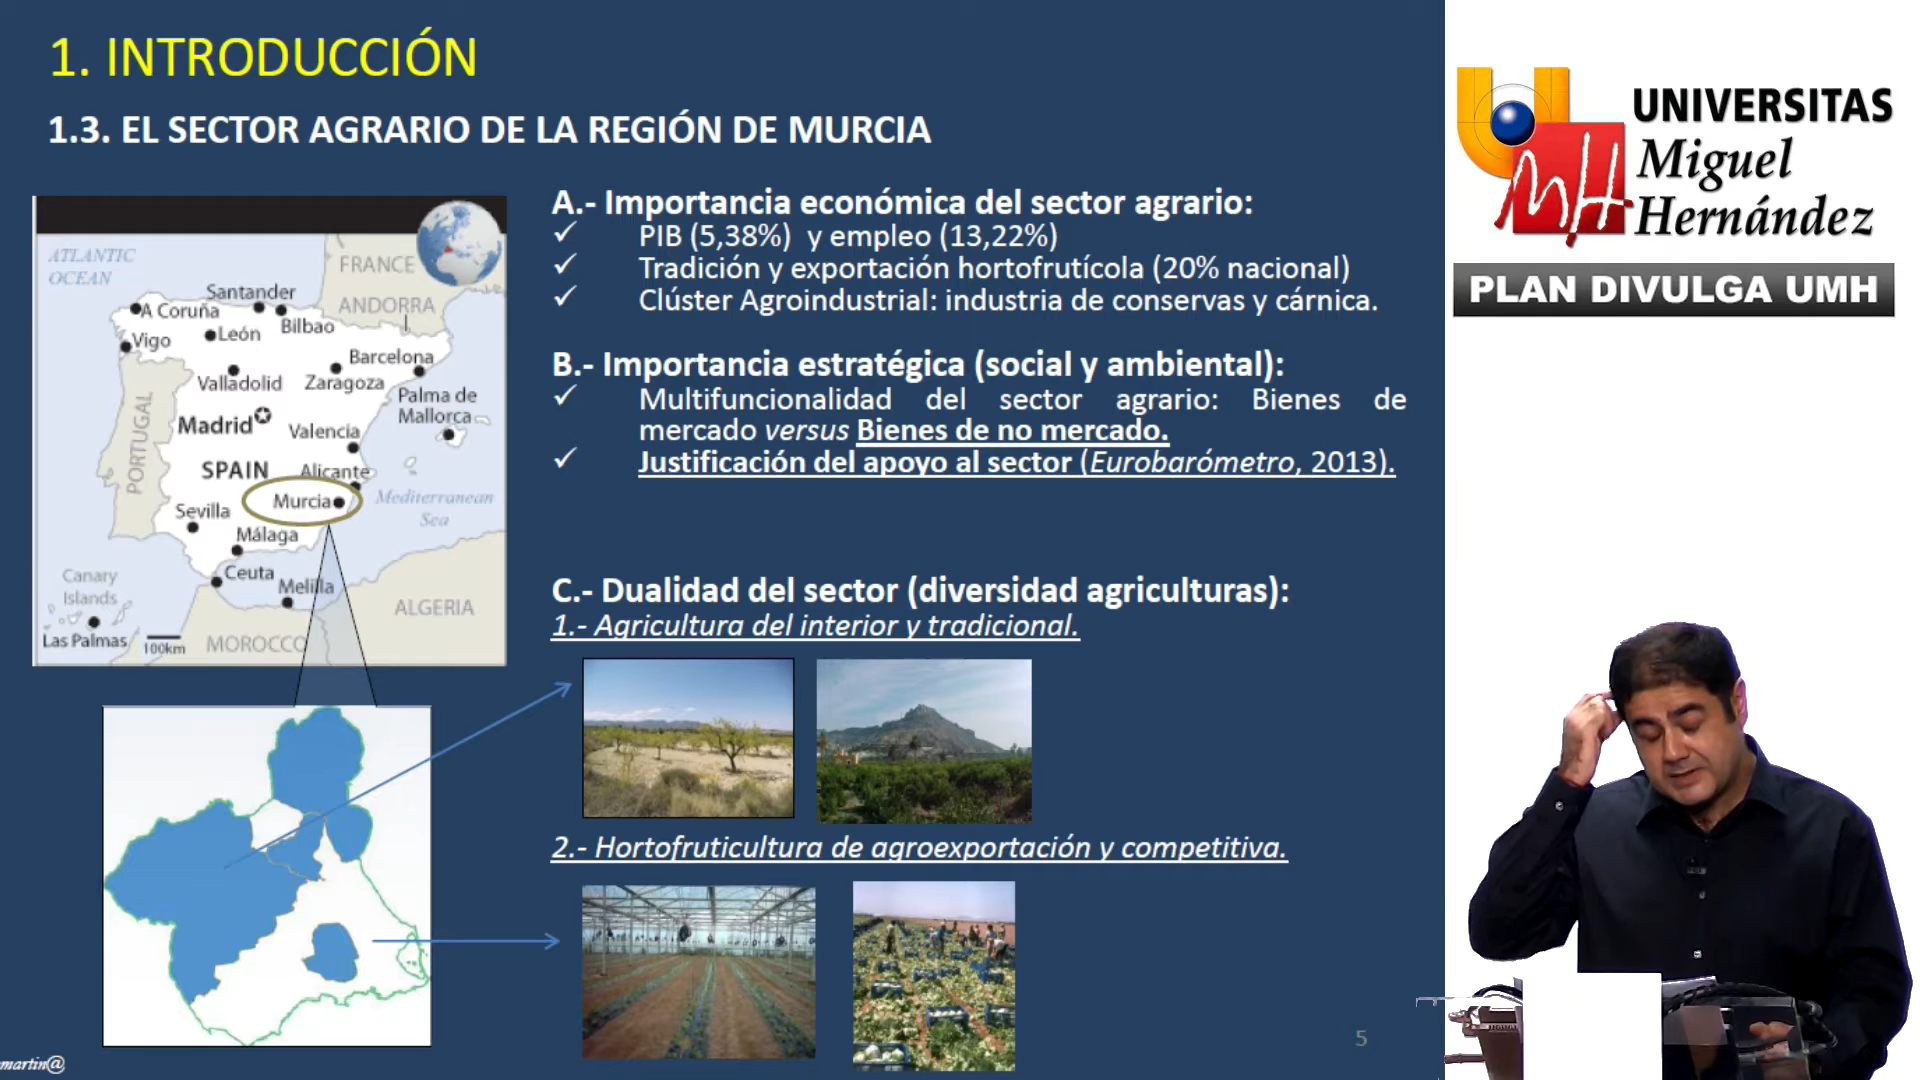 1. INTRODUCCIÓN
1.3. EL SECTOR AGRARIO DE LA REGIÓN DE MURCIA
ATLANTIC
OCEAN
FRANCE
ANDORRA
Santander
A Coruña
Bilbao
León
Vigo
Barcelona
Valladolid
Zaragoza
Palma de
Mallorca
PORTUGAL
Madrid
Valencia
SPAIN
Alicante
Murcia
Mediterranean
Sea
Sevilla
Málaga
Ceuta
Melilla
Canary
Islands
ALGERIA
Las Palmas
100km
MOROCCO
A.- Importancia económica del sector agrario:
✓ PIB (5,38%) y empleo (13,22%)
✓ Tradición y exportación hortofrutícola (20% nacional)
✓ Clúster Agroindustrial: industria de conservas y cárnica.
B.- Importancia estratégica (social y ambiental):
✓ Multifuncionalidad del sector agrario: Bienes de
mercado versus Bienes de no mercado.
✓ Justificación del apoyo al sector (Eurobarómetro, 2013).
C.- Dualidad del sector (diversidad agriculturas):
1.- Agricultura del interior y tradicional.
2.- Hortofruticultura de agroexportación y competitiva.
5
martin@
UMH
UNIVERSITAS
Miguel
Hernández
PLAN DIVULGA UMH